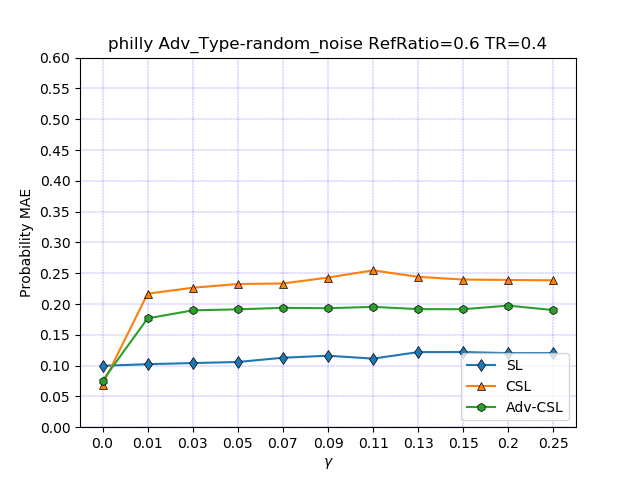 philly Adv_Type-random_noise RefRatio=0.6 TR=0.4
Probability MAE
0.60
0.55
0.50
0.45
0.40
0.35
0.30
0.25
0.20
0.15
0.10
0.05
0.00
SL
CSL
Adv-CSL
0.0 0.01 0.03 0.05 0.07 0.09 0.11 0.13 0.15 0.2 0.25
γ